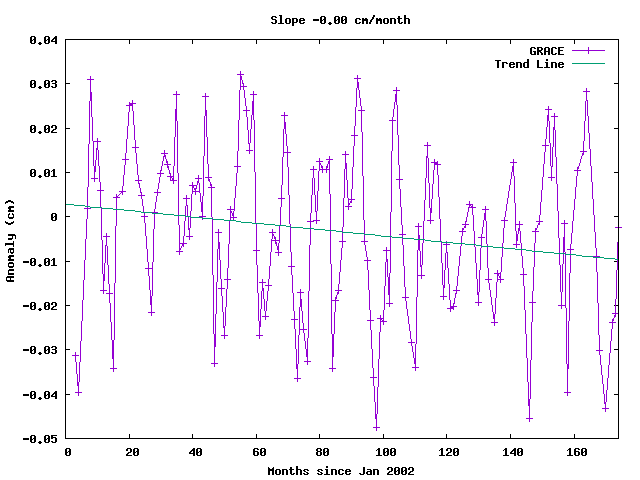 Slope -0.00 cm/month
GRACE
Trend Line
Anomaly (cm)
0.04
0.03
0.02
0.01
0
-0.01
-0.02
-0.03
-0.04
-0.05
0 20 40 60 80 100 120 140 160
Months since Jan 2002